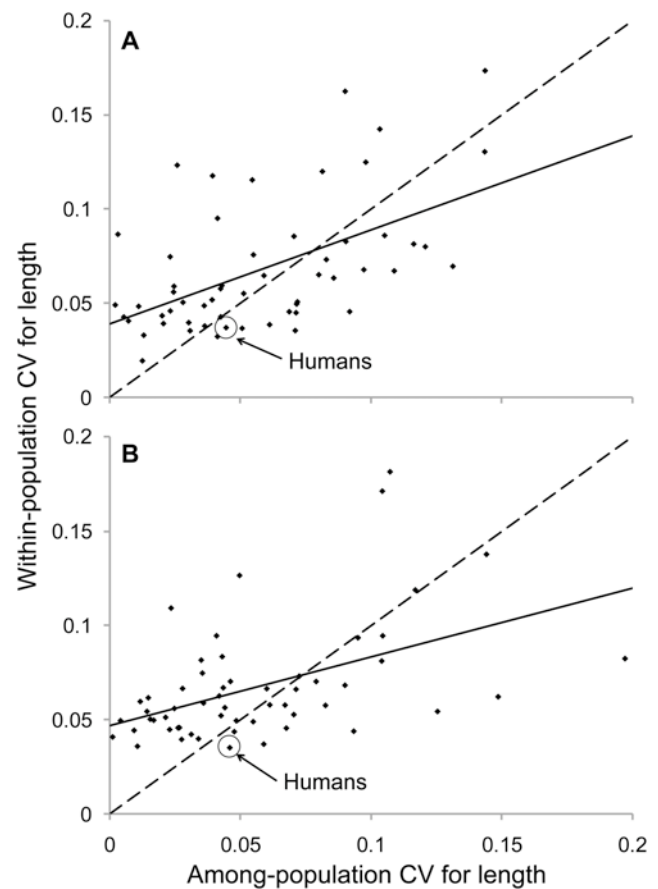 A
0.2
0.15
0.1
0.05
0
Humans
Within-population CV for length
B
0.2
0.15
0.1
0.05
0
Humans
0 0.05 0.1 0.15 0.2
Among-population CV for length